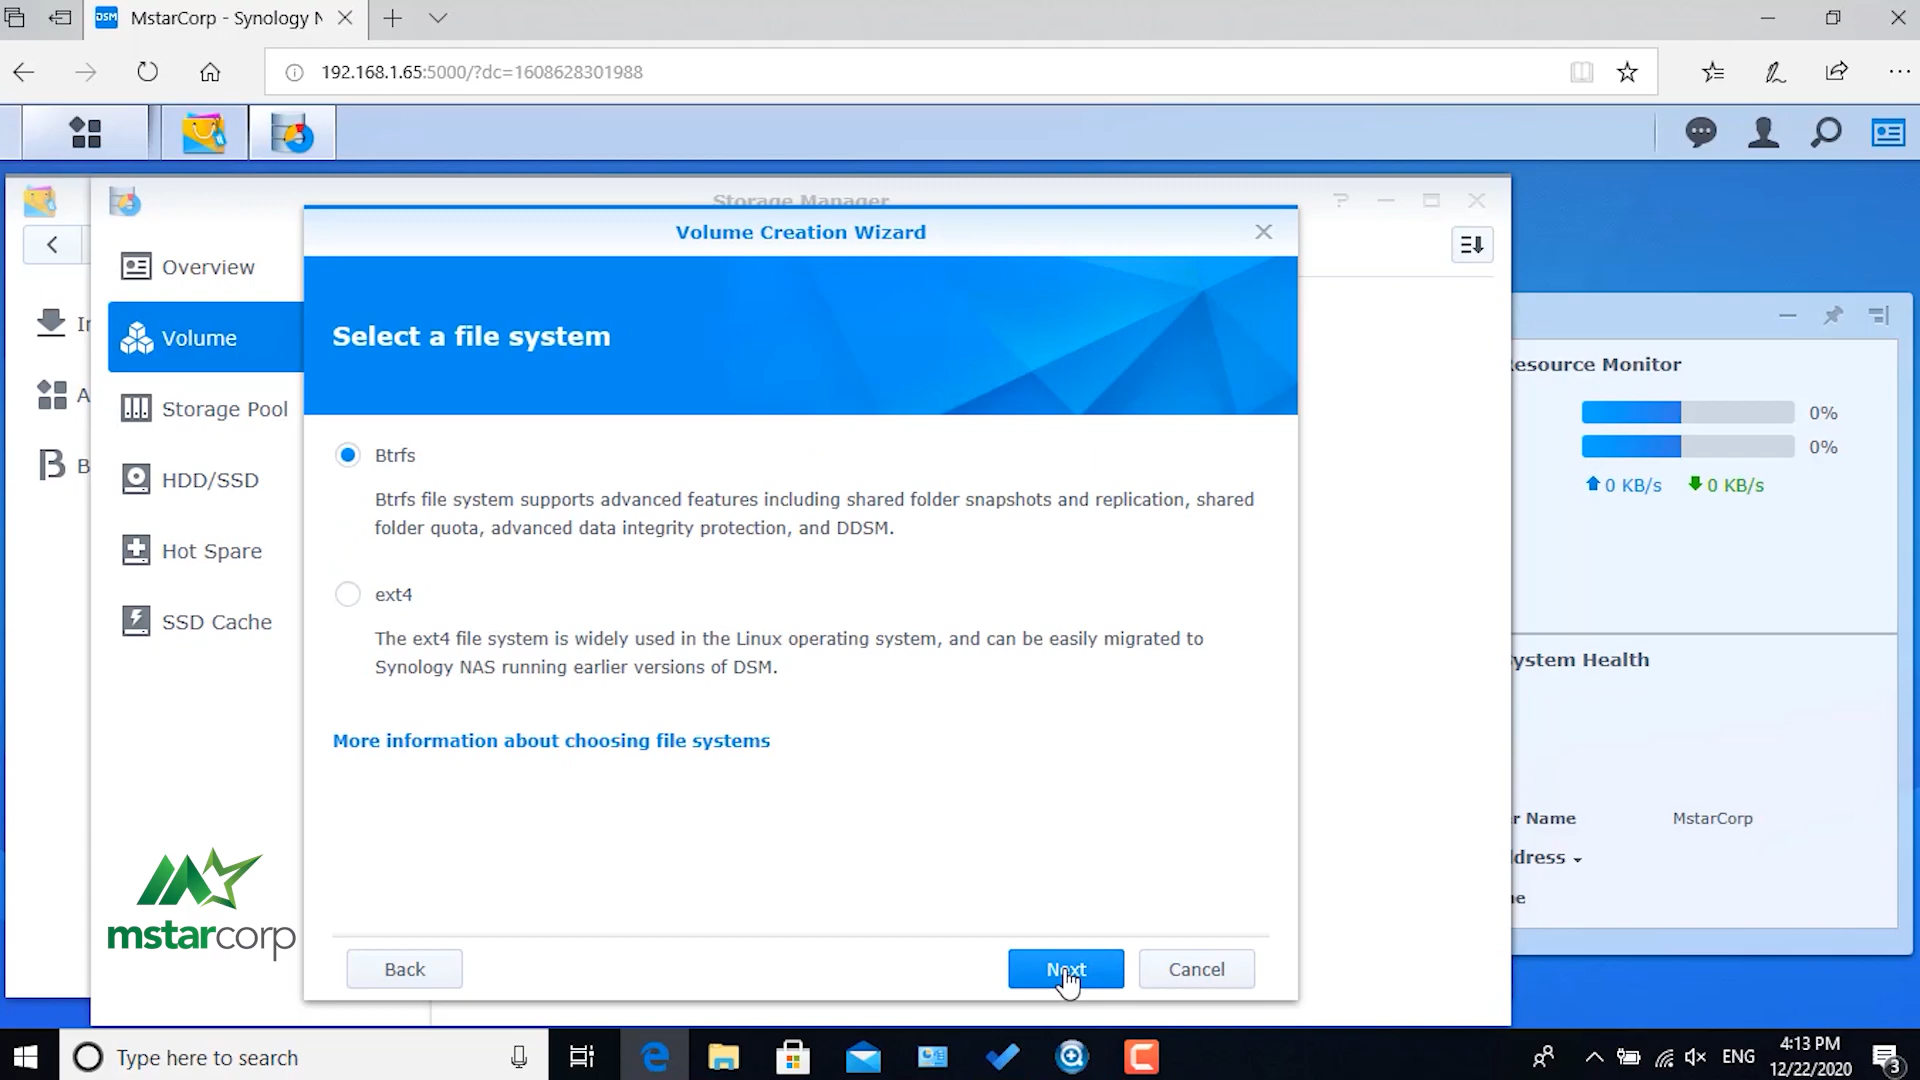 DSM MstarCorp - Synology N
192.168.1.65:5000/?dc=1608628301988
Storage Manager
Volume Creation Wizard
Overview
Volume
Storage Pool
HDD/SSD
Hot Spare
SSD Cache
Select a file system
Btrfs
Btrfs file system supports advanced features including shared folder snapshots and replication, shared
folder quota, advanced data integrity protection, and DDSM.
ext4
The ext4 file system is widely used in the Linux operating system, and can be easily migrated to
Synology NAS running earlier versions of DSM.
More information about choosing file systems
Back
Next
Cancel
mstarcorp
esource Monitor
0%
0%
0 KB/s 0 KB/s
ystem Health
r Name MstarCorp
ddress
ne
Type here to search
ENG
4:13 PM
12/22/2020
3